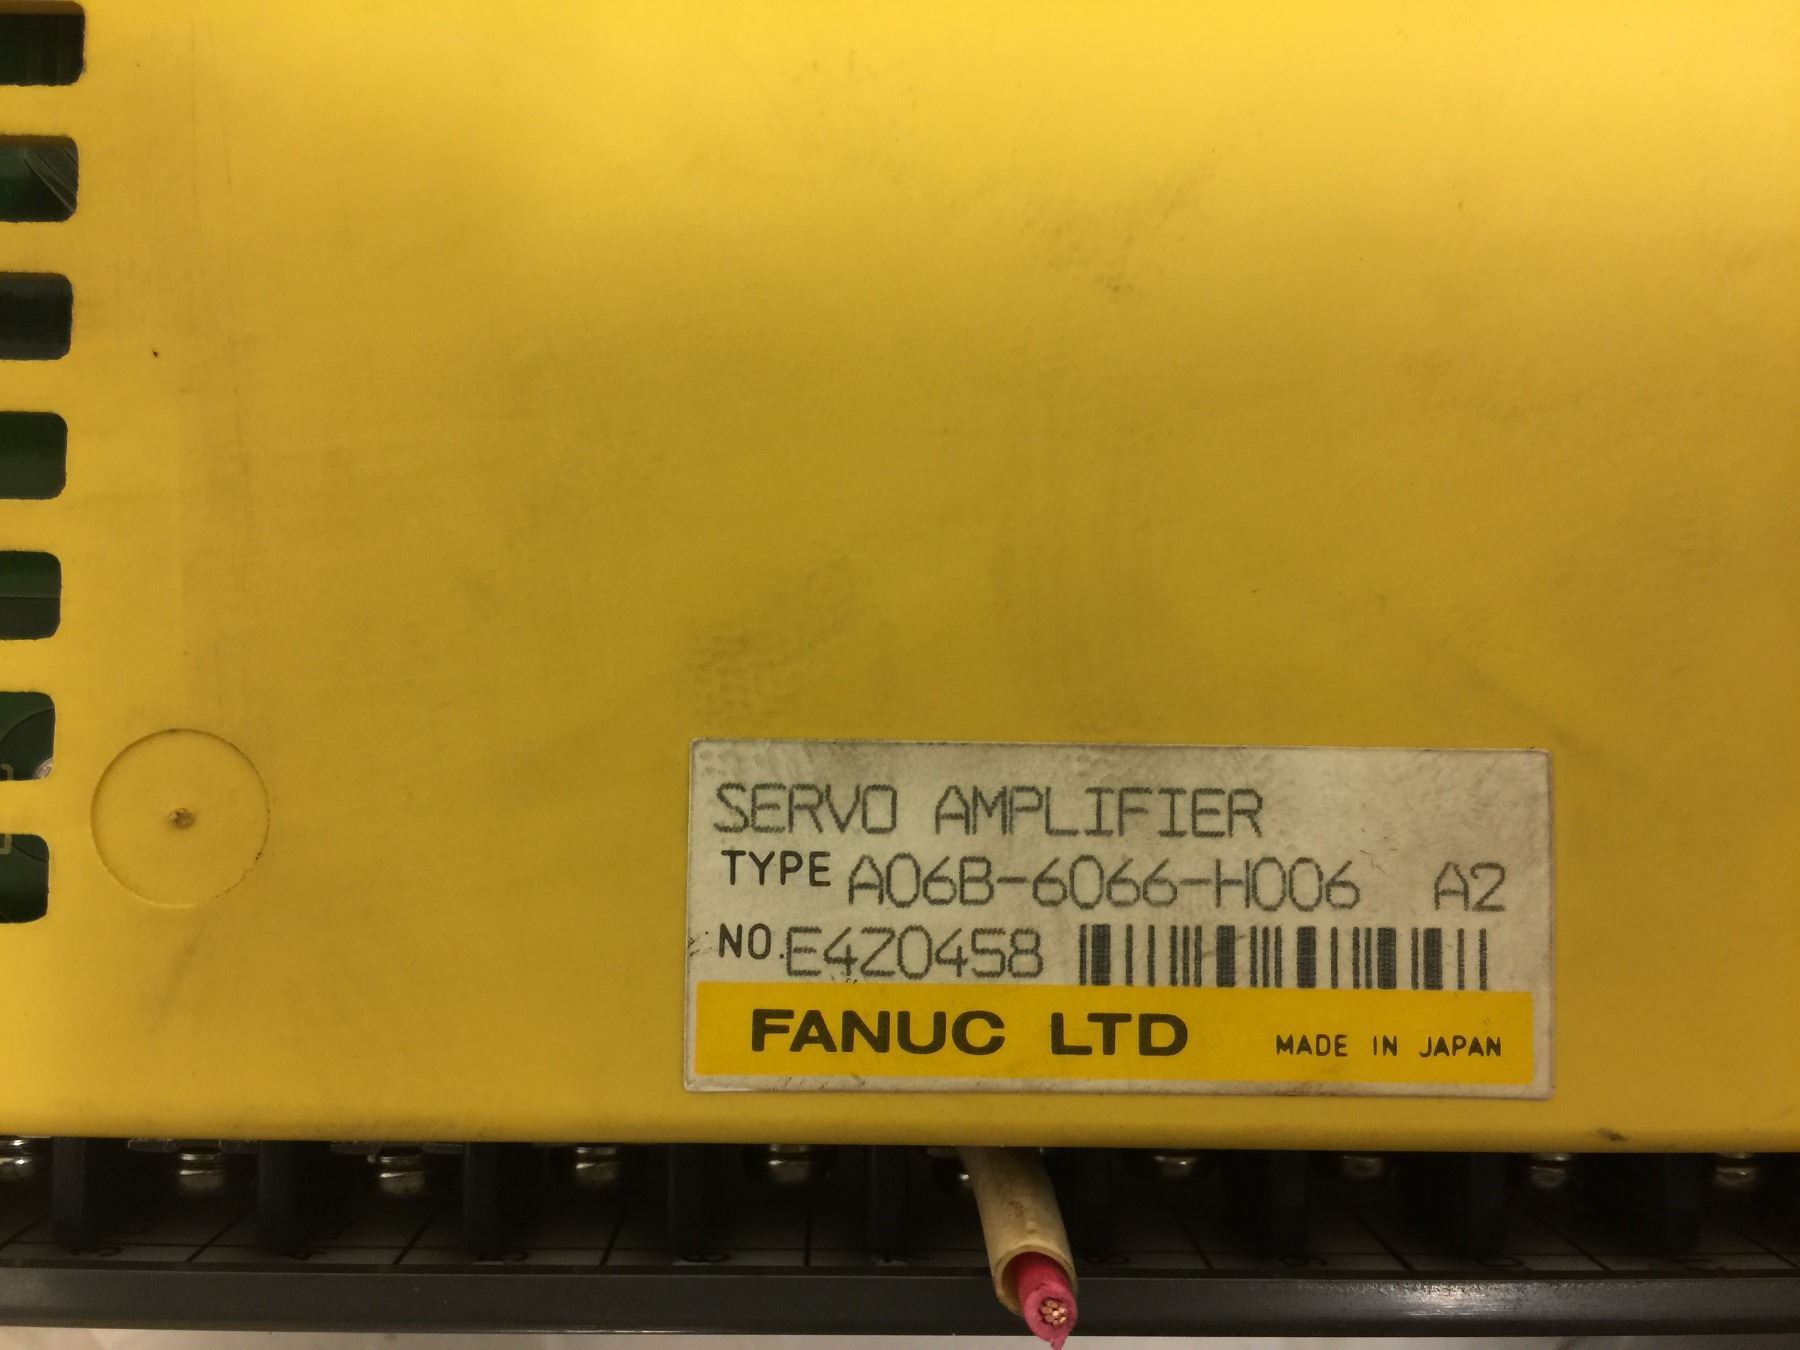 SERVO AMPLIFIER
TYPE A06B-6066-H006 A2
NO. E4Z0458
FANUC LTD MADE IN JAPAN